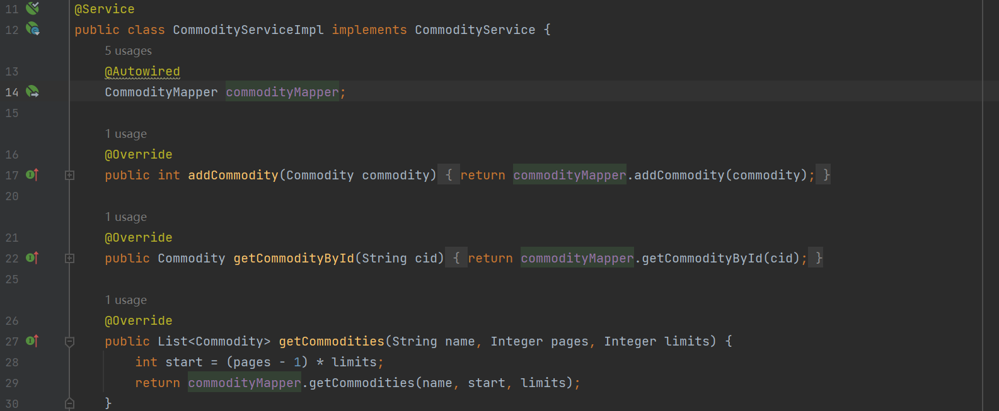 11 @Service
12 public class CommodityServiceImpl implements CommodityService {
5 usages
13 @Autowired
14 CommodityMapper commodityMapper;
15
1 usage
16 @Override
17 public int addCommodity(Commodity commodity) { return commodityMapper.addCommodity(commodity); }
20
1 usage
21 @Override
22 public Commodity getCommodityById(String cid) { return commodityMapper.getCommodityById(cid); }
25
1 usage
26 @Override
27 public List<Commodity> getCommodities(String name, Integer pages, Integer limits) {
28 int start = (pages - 1) * limits;
29 return commodityMapper.getCommodities(name, start, limits);
30 }